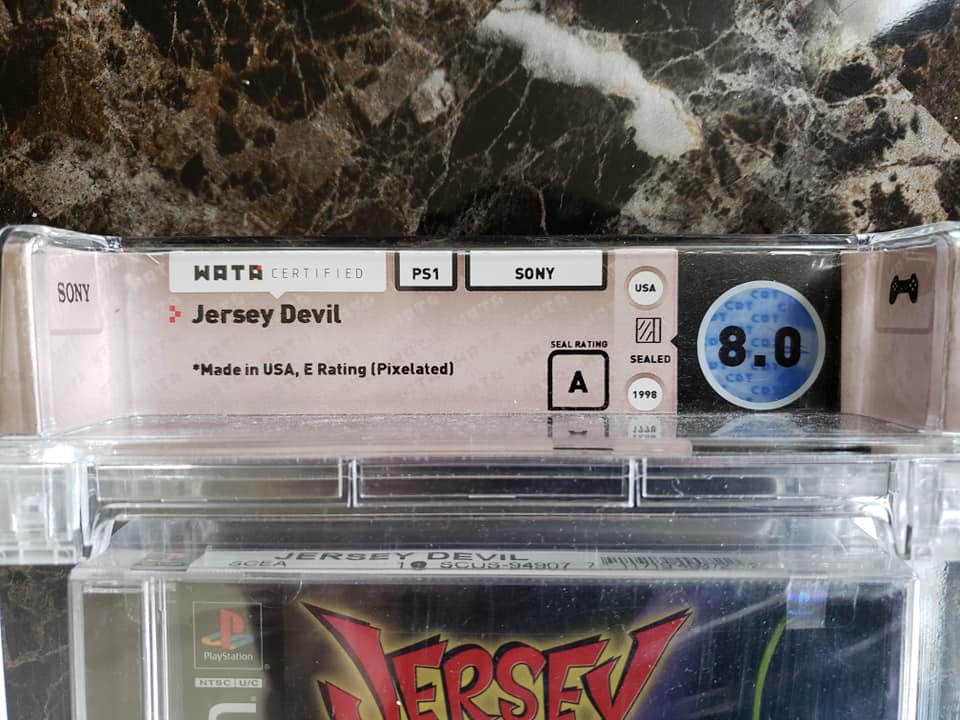 WATA CERTIFIED
PS1
SONY
SONY
Jersey Devil
*Made in USA, E Rating (Pixelated)
SEAL RATING
A
USA
SEALED
1998
8.0
JERSEY DEVIL
SCEA
SCUS-94907
PlayStation
NTSC U/C
JERSEY